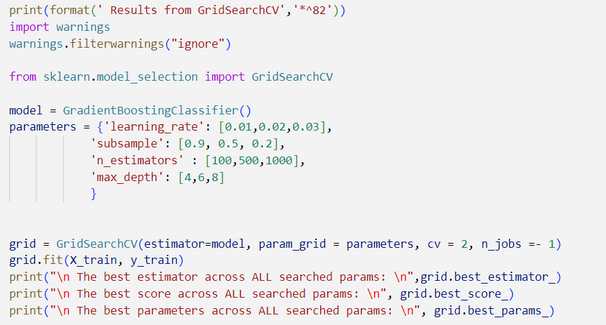 print(format(' Results from GridSearchCV','*^82'))
import warnings
warnings.filterwarnings("ignore")
from sklearn.model_selection import GridSearchCV
model = GradientBoostingClassifier()
parameters = {'learning_rate': [0.01,0.02,0.03],
'subsample': [0.9, 0.5, 0.2],
'n_estimators' : [100,500,1000],
'max_depth': [4,6,8]
}
grid = GridSearchCV(estimator=model, param_grid = parameters, cv = 2, n_jobs =- 1)
grid.fit(X_train, y_train)
print("\n The best estimator across ALL searched params: \n",grid.best_estimator_)
print("\n The best score across ALL searched params: \n", grid.best_score_)
print("\n The best parameters across ALL searched params: \n", grid.best_params_)